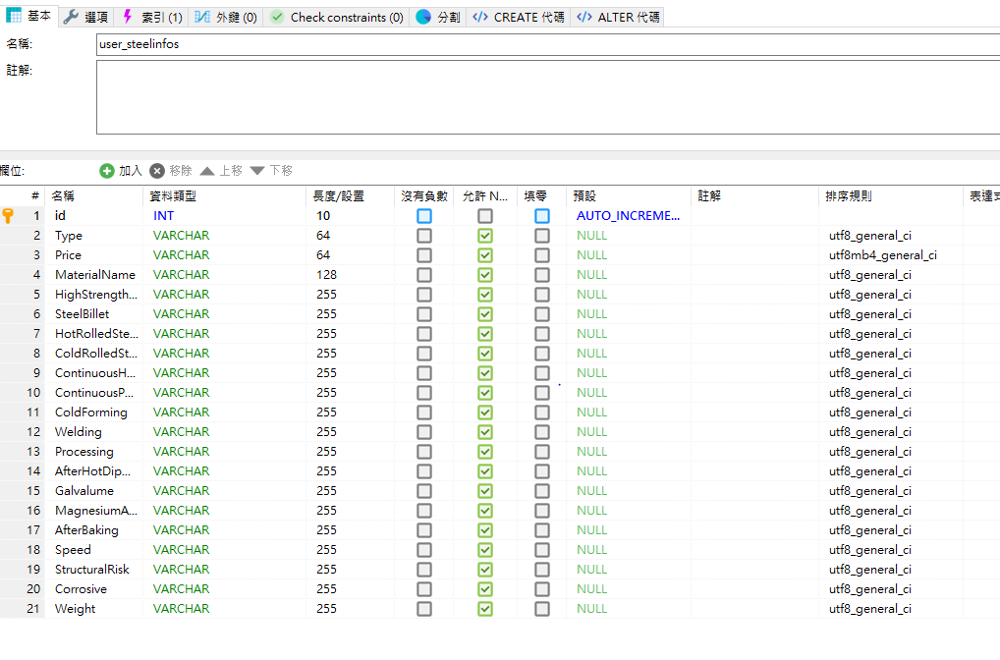 基本 選項 索引 (1) 外鍵 (0) Check constraints (0) 分割 CREATE 代碼 ALTER 代碼
名稱: user_steelinfos
註解:
欄位: 加入 移除 上移 下移
# 名稱 資料類型 長度/設置 沒有負數 允許 N... 填零 預設 註解 排序規則 表達式
1 id INT 10 AUTO_INCREME...
2 Type VARCHAR 64 NULL utf8_general_ci
3 Price VARCHAR 64 NULL utf8mb4_general_ci
4 MaterialName VARCHAR 128 NULL utf8_general_ci
5 HighStrength... VARCHAR 255 NULL utf8_general_ci
6 SteelBillet VARCHAR 255 NULL utf8_general_ci
7 HotRolledSte... VARCHAR 255 NULL utf8_general_ci
8 ColdRolledSt... VARCHAR 255 NULL utf8_general_ci
9 ContinuousH... VARCHAR 255 NULL utf8_general_ci
10 ContinuousP... VARCHAR 255 NULL utf8_general_ci
11 ColdForming VARCHAR 255 NULL utf8_general_ci
12 Welding VARCHAR 255 NULL utf8_general_ci
13 Processing VARCHAR 255 NULL utf8_general_ci
14 AfterHotDip... VARCHAR 255 NULL utf8_general_ci
15 Galvalume VARCHAR 255 NULL utf8_general_ci
16 MagnesiumA... VARCHAR 255 NULL utf8_general_ci
17 AfterBaking VARCHAR 255 NULL utf8_general_ci
18 Speed VARCHAR 255 NULL utf8_general_ci
19 StructuralRisk VARCHAR 255 NULL utf8_general_ci
20 Corrosive VARCHAR 255 NULL utf8_general_ci
21 Weight VARCHAR 255 NULL utf8_general_ci